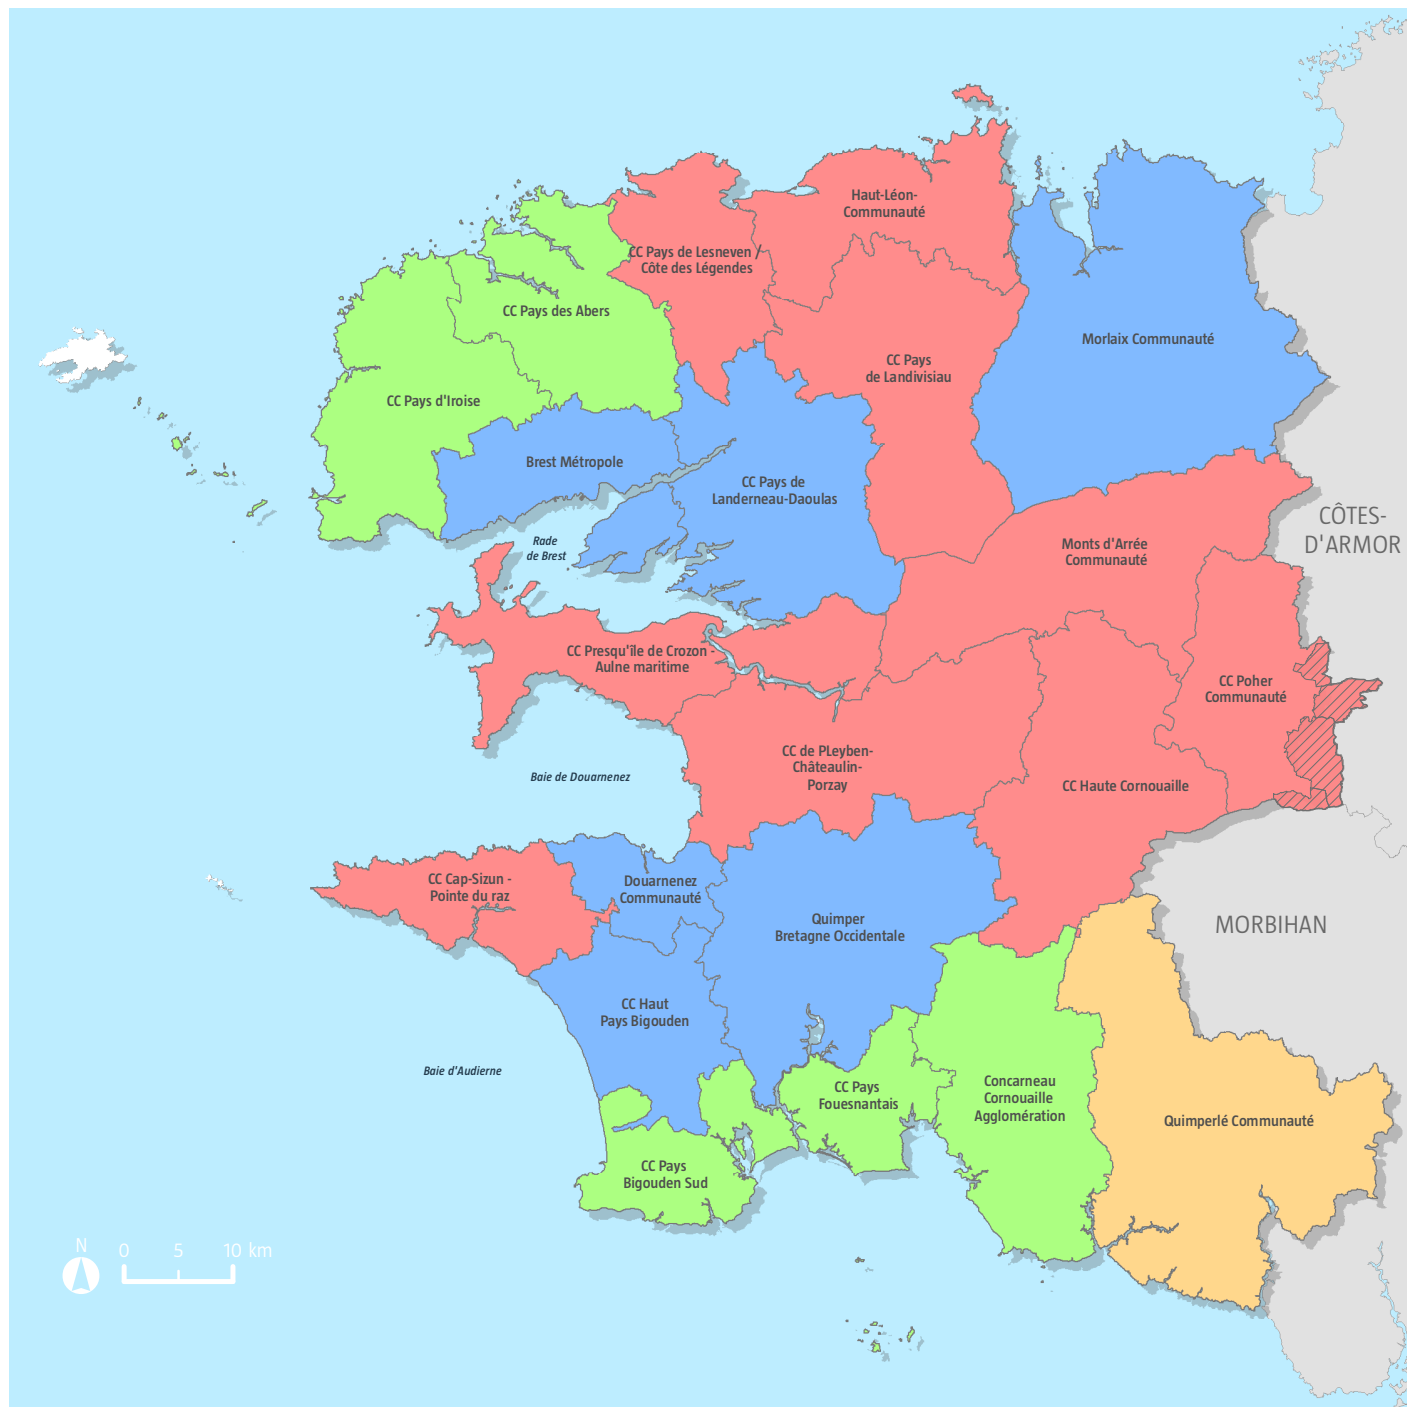 Haut-Léon-
Communauté
CC Pays de Lesneven /
Côte des Légendes
CC Pays des Abers
Morlaix Communauté
CC Pays
de Landivisiau
CC Pays d'Iroise
Brest Métropole
CC Pays de
Landerneau-Daoulas
CÔTES-
D'ARMOR
Rade
de Brest
Monts d'Arrée
Communauté
CC Presqu'île de Crozon -
Aulne maritime
CC Poher
Communauté
CC de PLeyben-
Châteaulin-
Porzay
Baie de Douarnenez
CC Haute Cornouaille
CC Cap-Sizun -
Pointe du raz
Douarnenez
Communauté
Quimper
Bretagne Occidentale
MORBIHAN
CC Haut
Pays Bigouden
Baie d'Audierne
CC Pays
Fouesnantais
Concarneau
Cornouaille
Agglomération
Quimperlé Communauté
CC Pays
Bigouden Sud
N
0 5 10 km